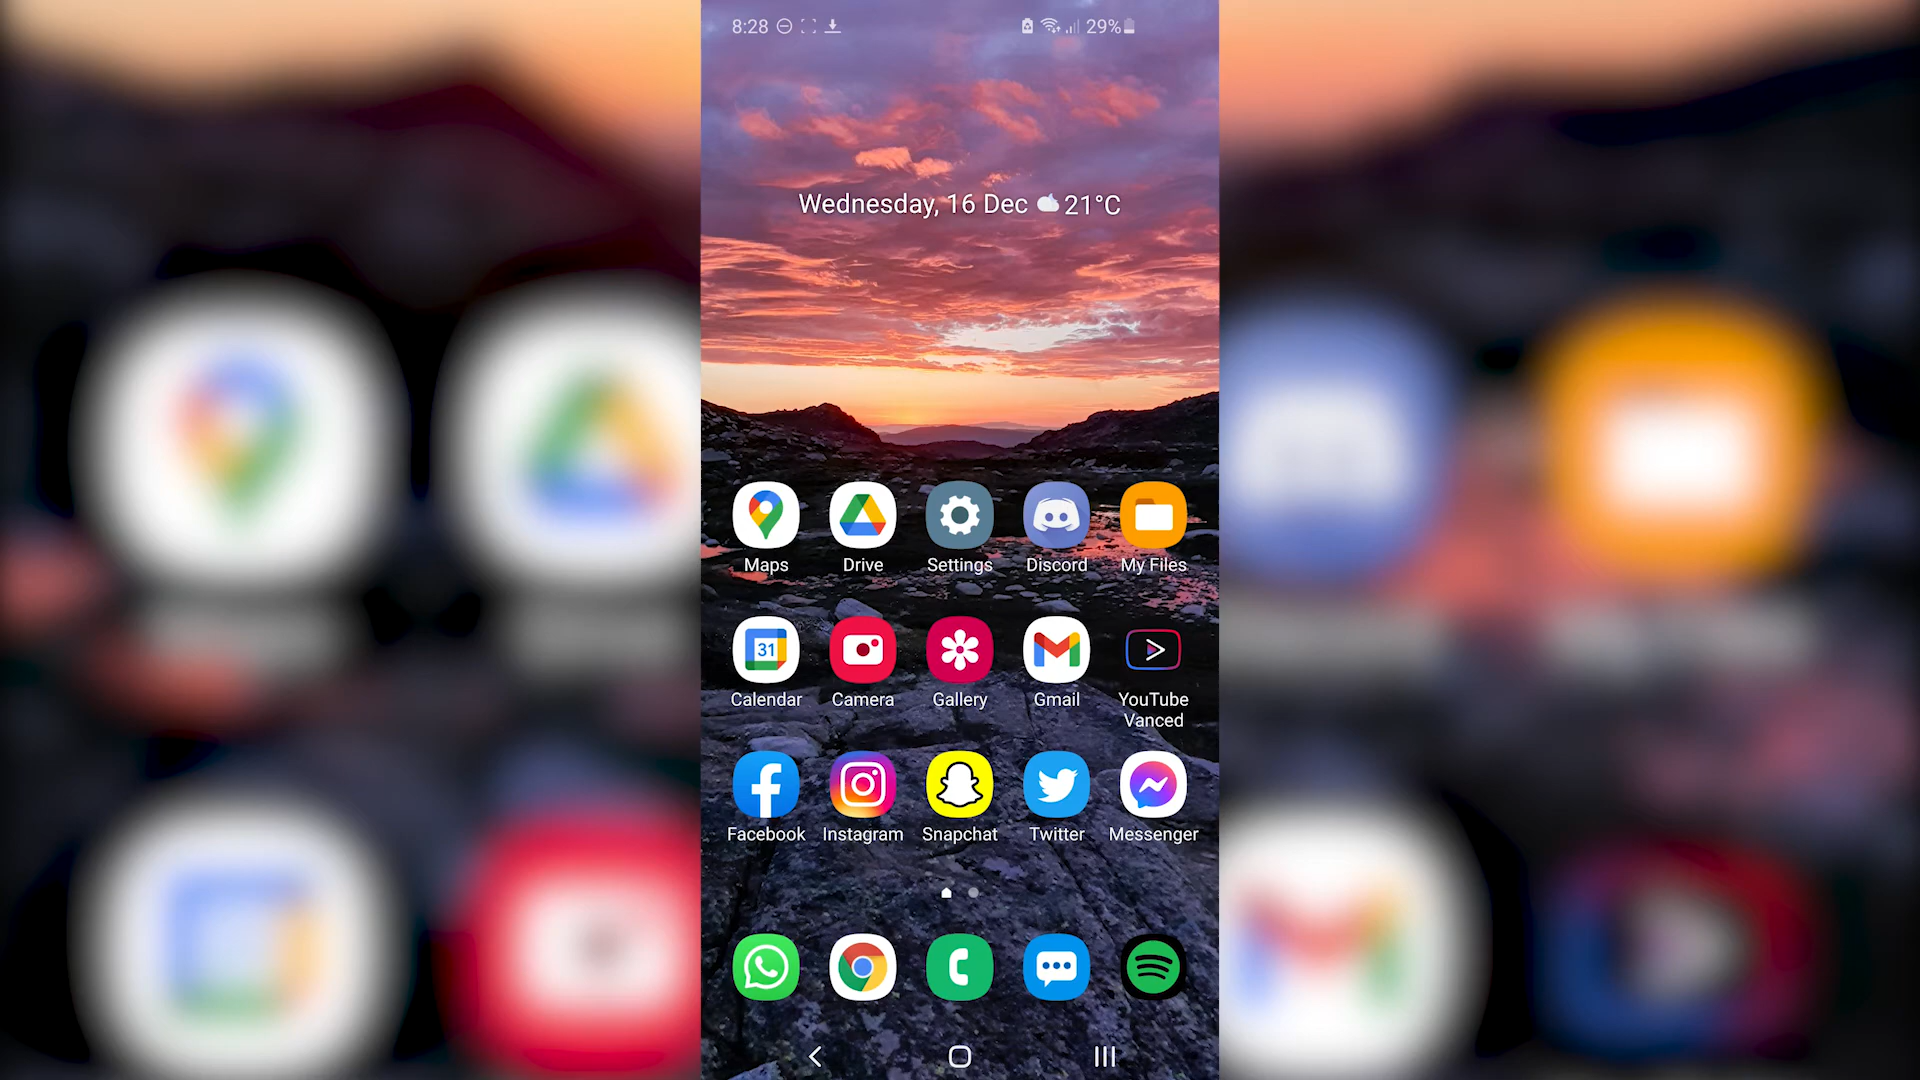 8:28 29%
Wednesday, 16 Dec 21°C
Maps Drive Settings Discord My Files
31
Calendar Camera Gallery Gmail YouTube Vanced
Facebook Instagram Snapchat Twitter Messenger